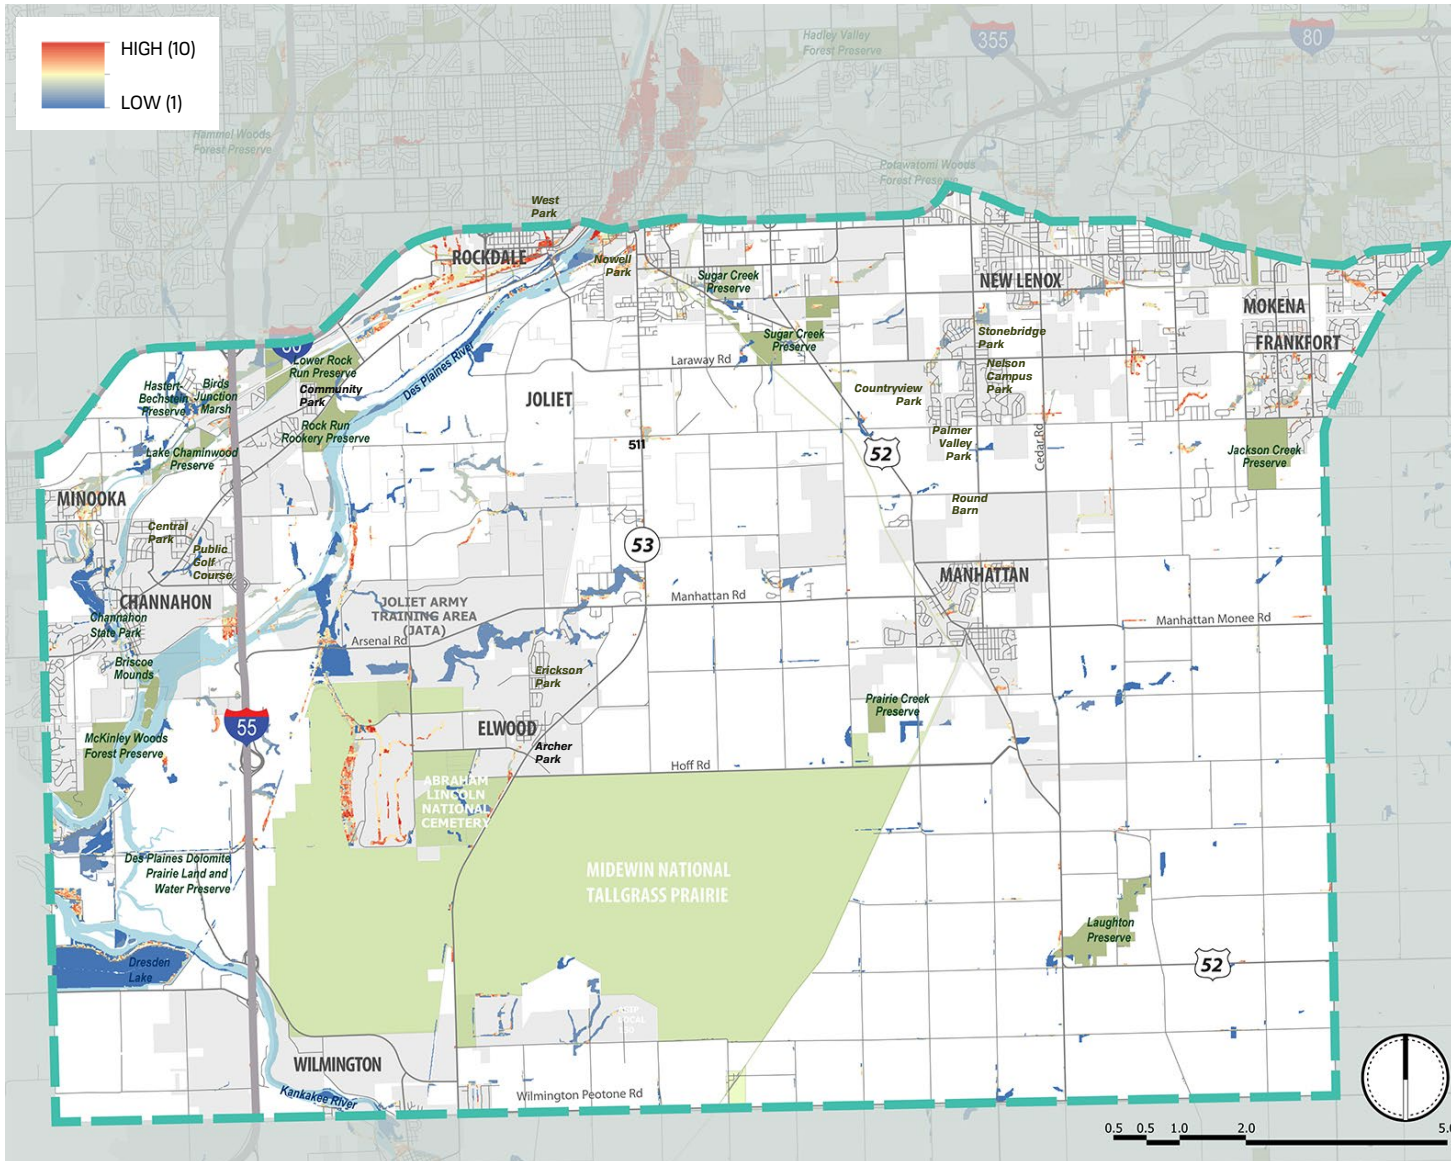 HIGH (10)
LOW (1)
Hadley Valley
Forest Preserve
355
80
Hammel Woods
Forest Preserve
Potawatomi Woods
Forest Preserve
West
Park
ROCKDALE
Nowell
Park
Sugar Creek
Preserve
NEW LENOX
MOKENA
FRANKFORT
Stonebridge
Park
Sugar Creek
Preserve
80
Lower Rock
Run Preserve
Laraway Rd
Des Plaines River
Nelson
Campus
Park
Hastert-
Bechstein
Preserve
Birds
Junction
Marsh
Community
Park
JOLIET
Countryview
Park
Rock Run
Rookery Preserve
511
Palmer
Valley
Park
Cedar Rd
52
Lake Chaminwood
Preserve
Jackson Creek
Preserve
MINOOKA
Round
Barn
Central
Park
Public
Golf
Course
53
MANHATTAN
CHANNAHON
JOLIET ARMY
TRAINING AREA
(JATA)
Manhattan Rd
Channahon
State Park
Arsenal Rd
Manhattan Monee Rd
Briscoe
Mounds
Erickson
Park
Prairie Creek
Preserve
55
ELWOOD
McKinley Woods
Forest Preserve
Archer
Park
Hoff Rd
ABRAHAM
LINCOLN
NATIONAL
CEMETERY
Des Plaines Dolomite
Prairie Land and
Water Preserve
MIDEWIN NATIONAL
TALLGRASS PRAIRIE
Laughton
Preserve
Dresden
Lake
52
WILMINGTON
Kankakee River
Wilmington Peotone Rd
0.5 0.5 1.0 2.0 5.0